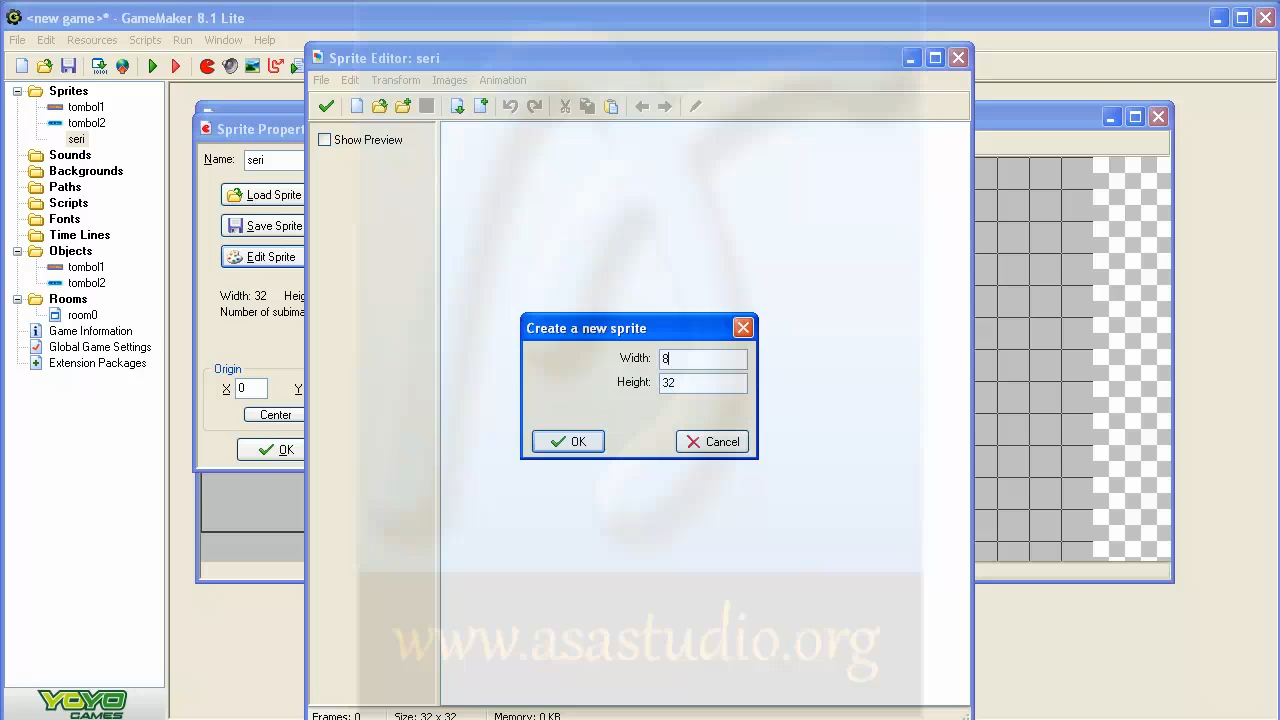 <new game>* - GameMaker 8.1 Lite
File Edit Resources Scripts Run Window Help
Sprites
tombol1
tombol2
seri
Sounds
Backgrounds
Paths
Scripts
Fonts
Time Lines
Objects
tombol1
tombol2
Rooms
room0
Game Information
Global Game Settings
Extension Packages
YOYO
GAMES
Sprite Propert
Name: seri
Load Sprite
Save Sprite
Edit Sprite
Width: 32 Heig
Number of subima
Origin
X 0 Y
Center
OK
Sprite Editor: seri
File Edit Transform Images Animation
Show Preview
Create a new sprite
Width: 8
Height: 32
OK Cancel
www.asastudio.org
Frames: 0 Size: 32 x 32 Memory: 0 KB